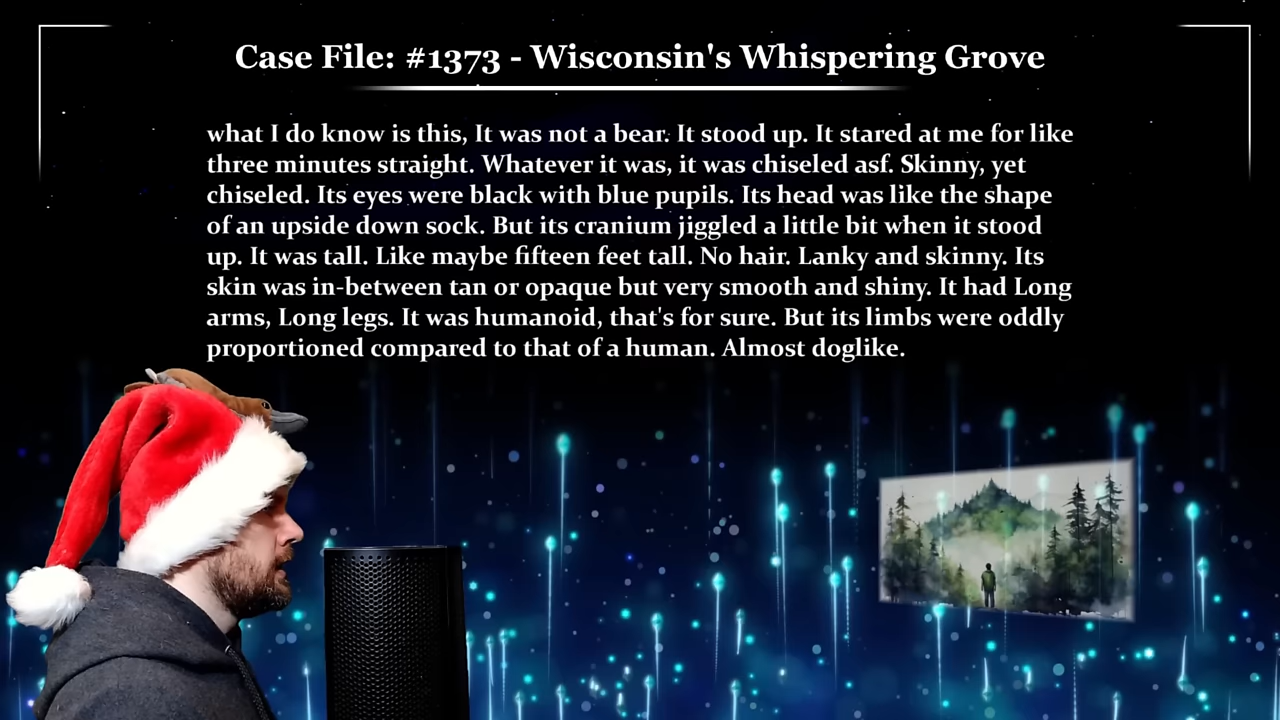 Case File: #1373 - Wisconsin's Whispering Grove
what I do know is this, It was not a bear. It stood up. It stared at me for like
three minutes straight. Whatever it was, it was chiseled asf. Skinny, yet
chiseled. Its eyes were black with blue pupils. Its head was like the shape
of an upside down sock. But its cranium jiggled a little bit when it stood
up. It was tall. Like maybe fifteen feet tall. No hair. Lanky and skinny. Its
skin was in-between tan or opaque but very smooth and shiny. It had Long
arms, Long legs. It was humanoid, that's for sure. But its limbs were oddly
proportioned compared to that of a human. Almost doglike.